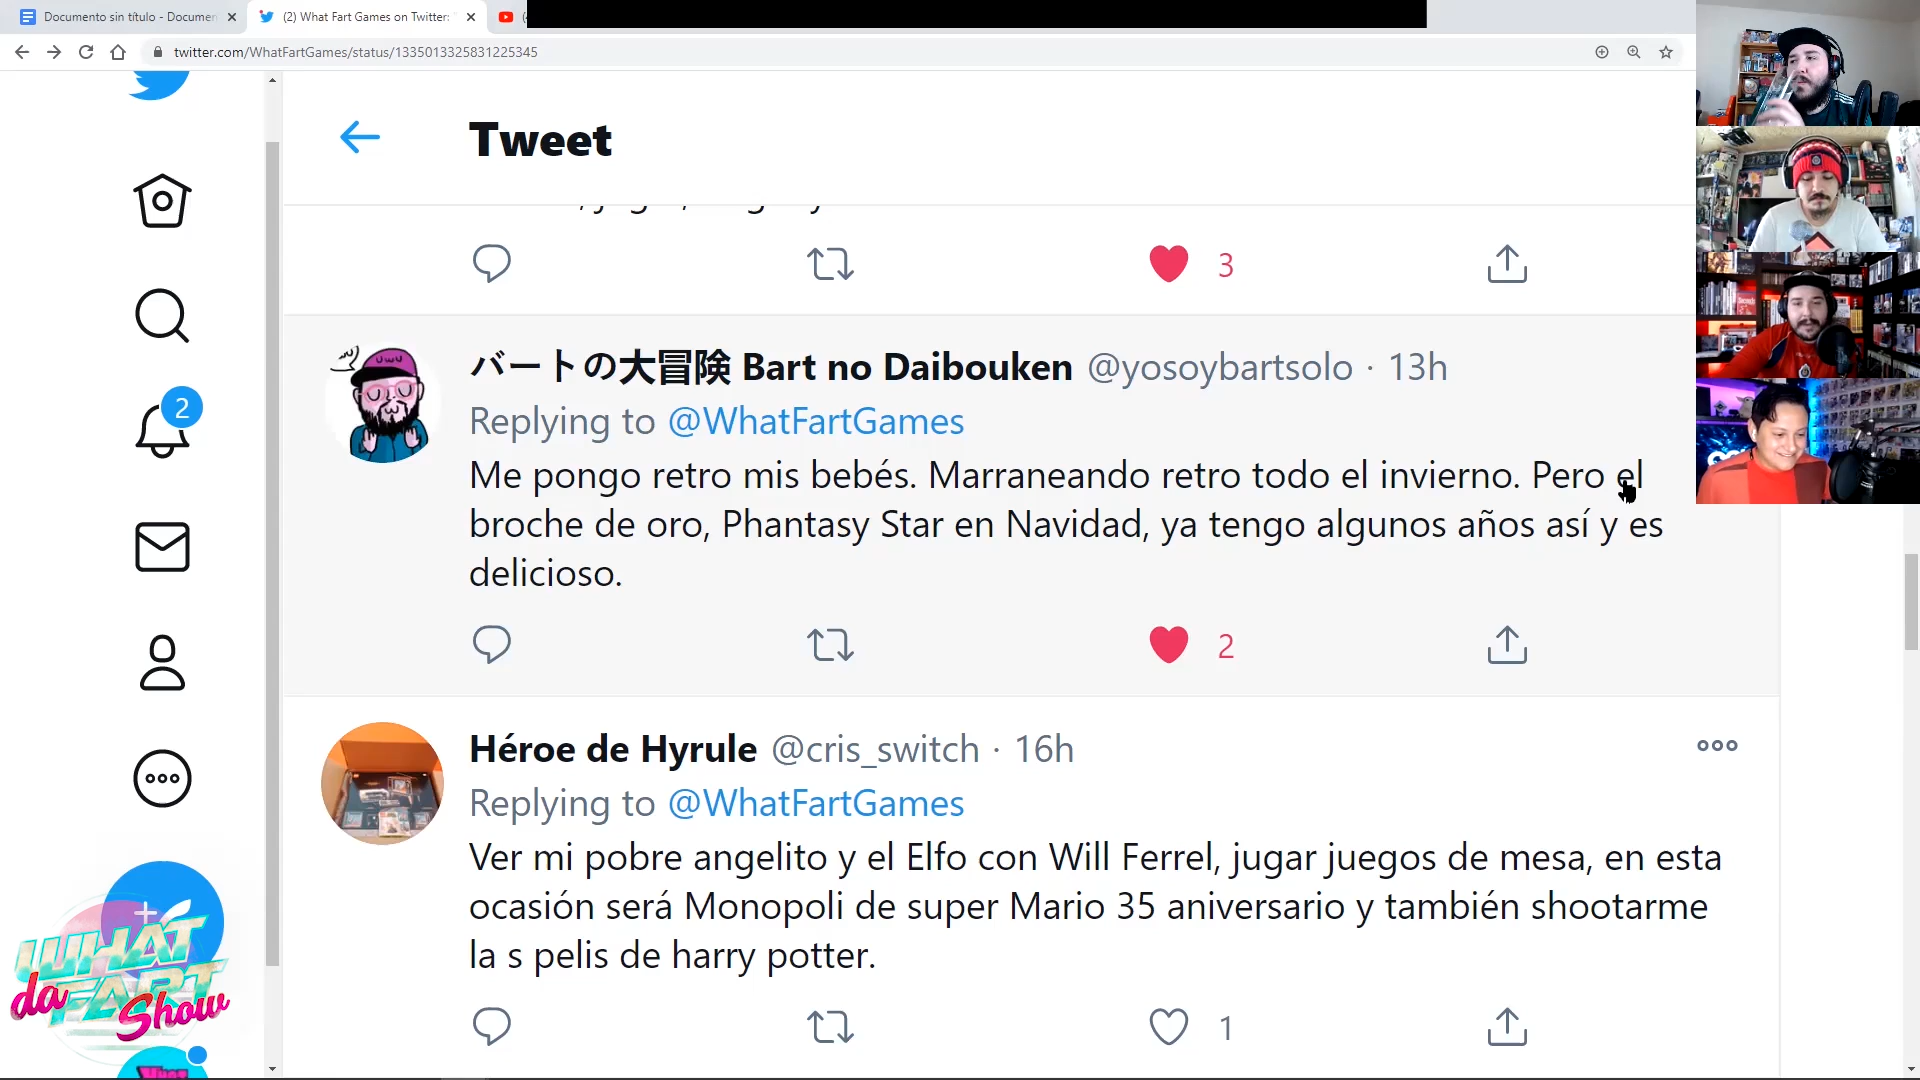 Documento sin título - Documen
(2) What Fart Games on Twitter: "
twitter.com/WhatFartGames/status/1335013325831225345
Tweet
3
バートの大冒険 Bart no Daibouken @yosoybartsolo · 13h
Replying to @WhatFartGames
Me pongo retro mis bebés. Marraneando retro todo el invierno. Pero el
broche de oro, Phantasy Star en Navidad, ya tengo algunos años así y es
delicioso.
2
2
Héroe de Hyrule @cris_switch · 16h
Replying to @WhatFartGames
Ver mi pobre angelito y el Elfo con Will Ferrel, jugar juegos de mesa, en esta
ocasión será Monopoli de super Mario 35 aniversario y también shootarme
la s pelis de harry potter.
1
WHAT
da FART
Show